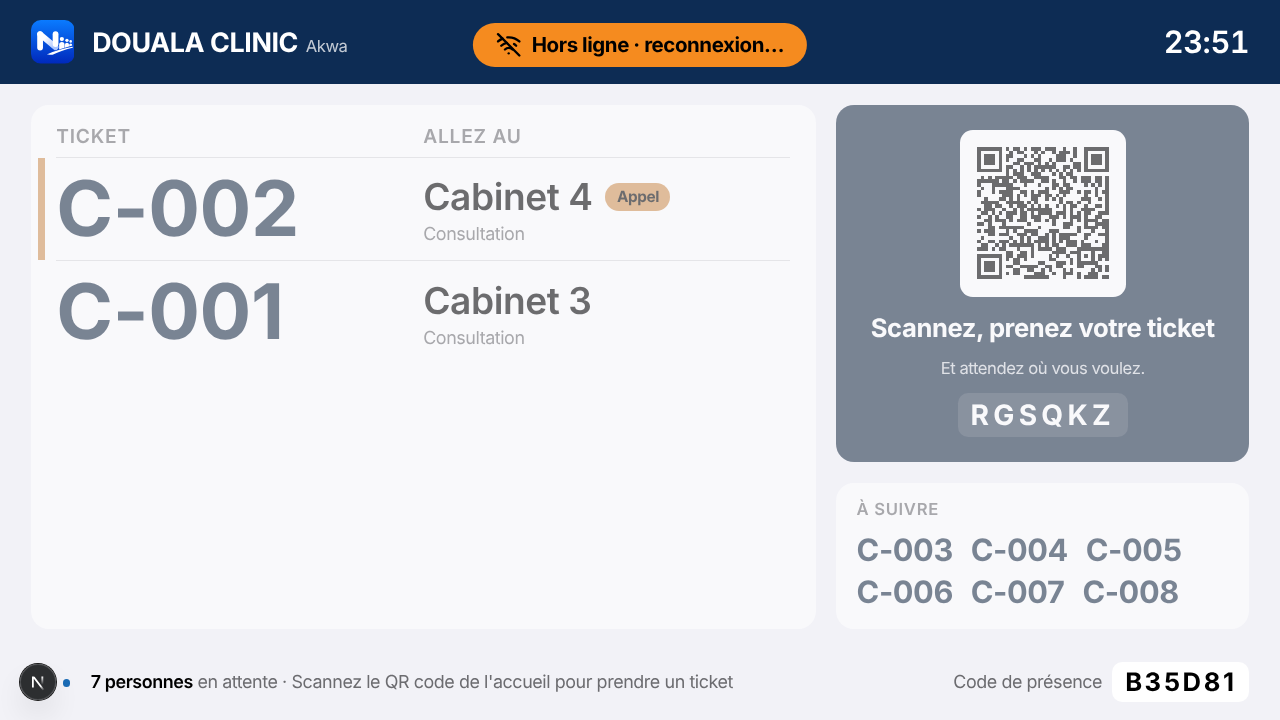 DOUALA CLINIC Akwa
Hors ligne · reconnexion...
23:51
TICKET ALLEZ AU
C-002 Cabinet 4 Appel
Consultation
C-001 Cabinet 3
Consultation
Scannez, prenez votre ticket
Et attendez où vous voulez.
RGSQKZ
À SUIVRE
C-003 C-004 C-005
C-006 C-007 C-008
N
7 personnes en attente · Scannez le QR code de l'accueil pour prendre un ticket
Code de présence B35D81